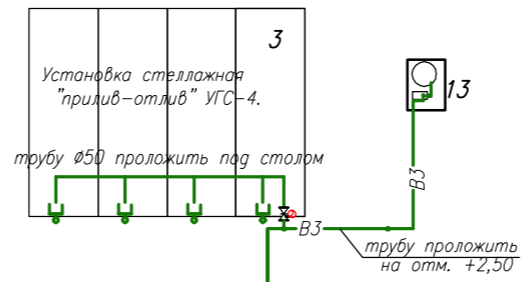 3
Установка стеллажная
"прилив-отлив" УГС-4.
13
трубу Ø50 проложить под столом
В3
В3
трубу проложить
на отм. +2,50